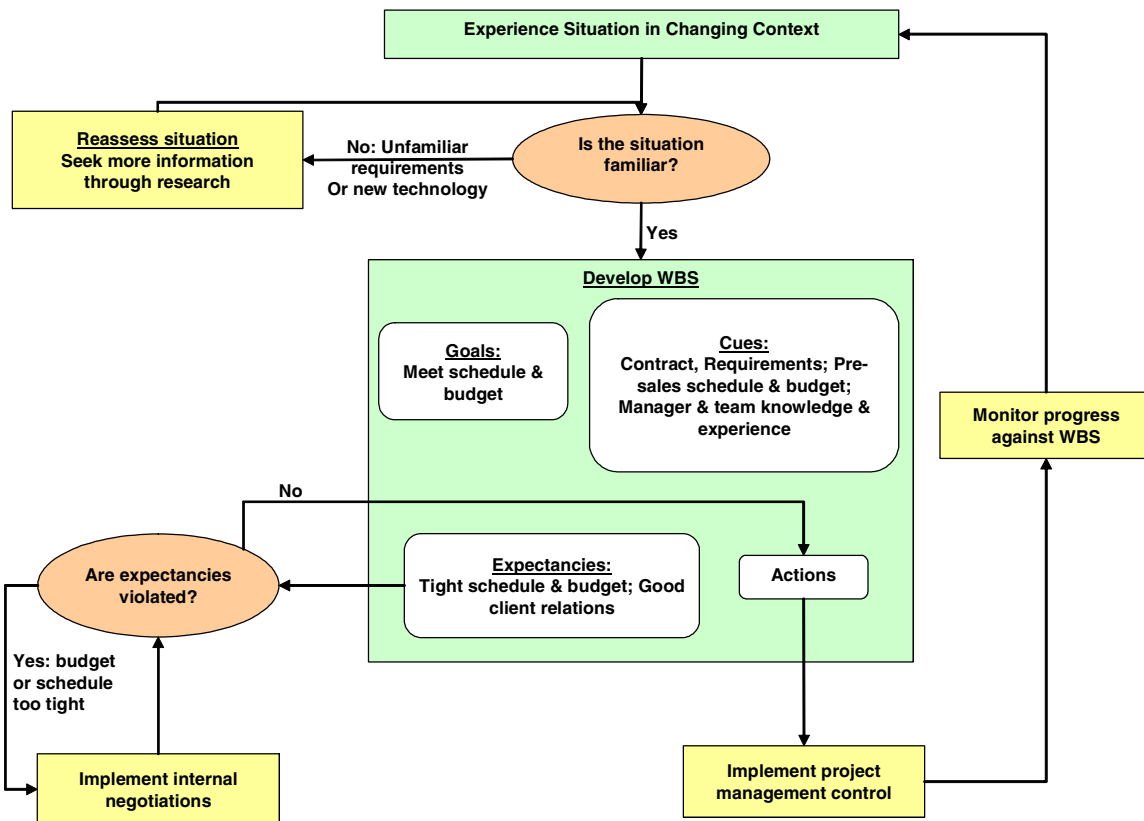 Experience Situation in Changing Context
Reassess situation
Seek more information
through research
No: Unfamiliar
requirements
Or new technology
Is the situation
familiar?
Yes
Develop WBS
Goals:
Meet schedule &
budget
Cues:
Contract, Requirements; Pre-
sales schedule & budget;
Manager & team knowledge &
experience
Monitor progress
against WBS
No
Are expectancies
violated?
Expectancies:
Tight schedule & budget; Good
client relations
Actions
Yes: budget
or schedule
too tight
Implement internal
negotiations
Implement project
management control